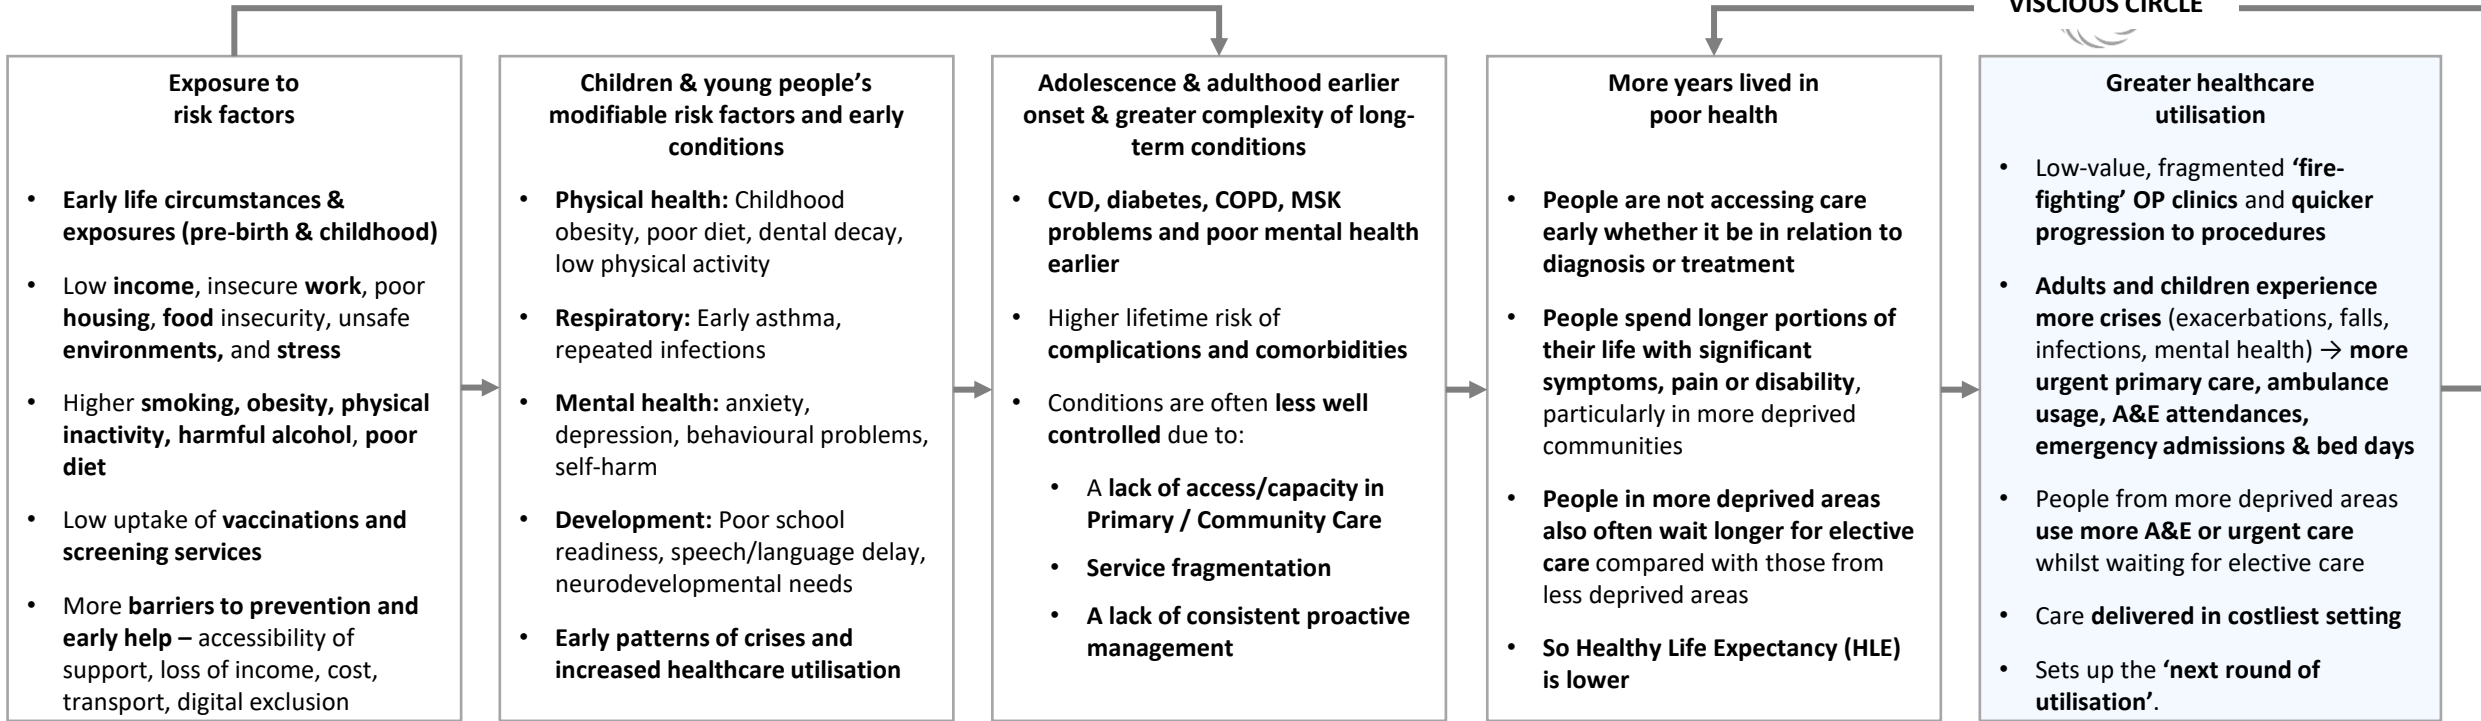 VISCIOUS CIRCLE
Exposure to
risk factors
• Early life circumstances &
exposures (pre-birth & childhood)
• Low income, insecure work, poor
housing, food insecurity, unsafe
environments, and stress
• Higher smoking, obesity, physical
inactivity, harmful alcohol, poor
diet
• Low uptake of vaccinations and
screening services
• More barriers to prevention and
early help – accessibility of
support, loss of income, cost,
transport, digital exclusion
Children & young people's
modifiable risk factors and early
conditions
• Physical health: Childhood
obesity, poor diet, dental decay,
low physical activity
• Respiratory: Early asthma,
repeated infections
• Mental health: anxiety,
depression, behavioural problems,
self-harm
• Development: Poor school
readiness, speech/language delay,
neurodevelopmental needs
• Early patterns of crises and
increased healthcare utilisation
Adolescence & adulthood earlier
onset & greater complexity of long-
term conditions
• CVD, diabetes, COPD, MSK
problems and poor mental health
earlier
• Higher lifetime risk of
complications and comorbidities
• Conditions are often less well
controlled due to:
• A lack of access/capacity in
Primary / Community Care
• Service fragmentation
• A lack of consistent proactive
management
More years lived in
poor health
• People are not accessing care
early whether it be in relation to
diagnosis or treatment
• People spend longer portions of
their life with significant
symptoms, pain or disability,
particularly in more deprived
communities
• People in more deprived areas
also often wait longer for elective
care compared with those from
less deprived areas
• So Healthy Life Expectancy (HLE)
is lower
Greater healthcare
utilisation
• Low-value, fragmented 'fire-
fighting' OP clinics and quicker
progression to procedures
• Adults and children experience
more crises (exacerbations, falls,
infections, mental health) → more
urgent primary care, ambulance
usage, A&E attendances,
emergency admissions & bed days
• People from more deprived areas
use more A&E or urgent care
whilst waiting for elective care
• Care delivered in costliest setting
• Sets up the 'next round of
utilisation'.